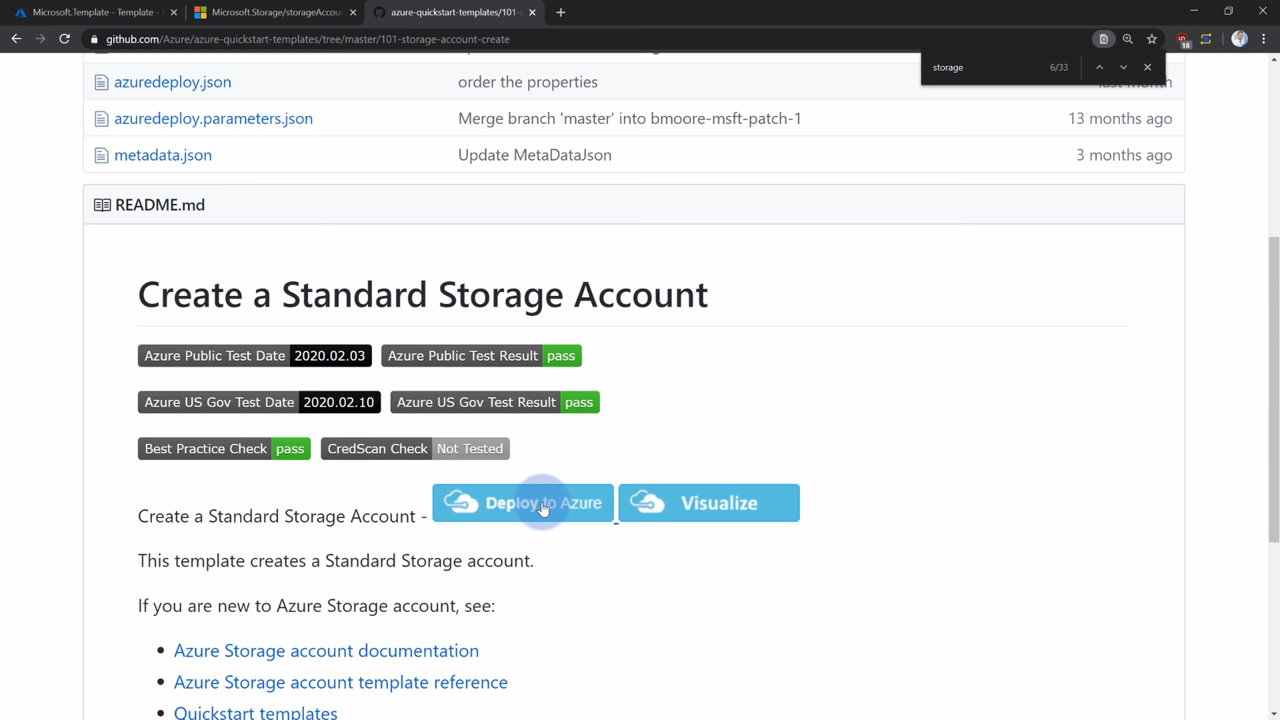 Microsoft.Template - Template -
Microsoft.Storage/storageAccou
azure-quickstart-templates/101-
github.com/Azure/azure-quickstart-templates/tree/master/101-storage-account-create
18
storage 6/33
azuredeploy.json order the properties last month
azuredeploy.parameters.json Merge branch 'master' into bmoore-msft-patch-1 13 months ago
metadata.json Update MetaDataJson 3 months ago
README.md
Create a Standard Storage Account
Azure Public Test Date 2020.02.03 Azure Public Test Result pass
Azure US Gov Test Date 2020.02.10 Azure US Gov Test Result pass
Best Practice Check pass CredScan Check Not Tested
Create a Standard Storage Account - Deploy to Azure Visualize
This template creates a Standard Storage account.
If you are new to Azure Storage account, see:
• Azure Storage account documentation
• Azure Storage account template reference
• Quickstart templates